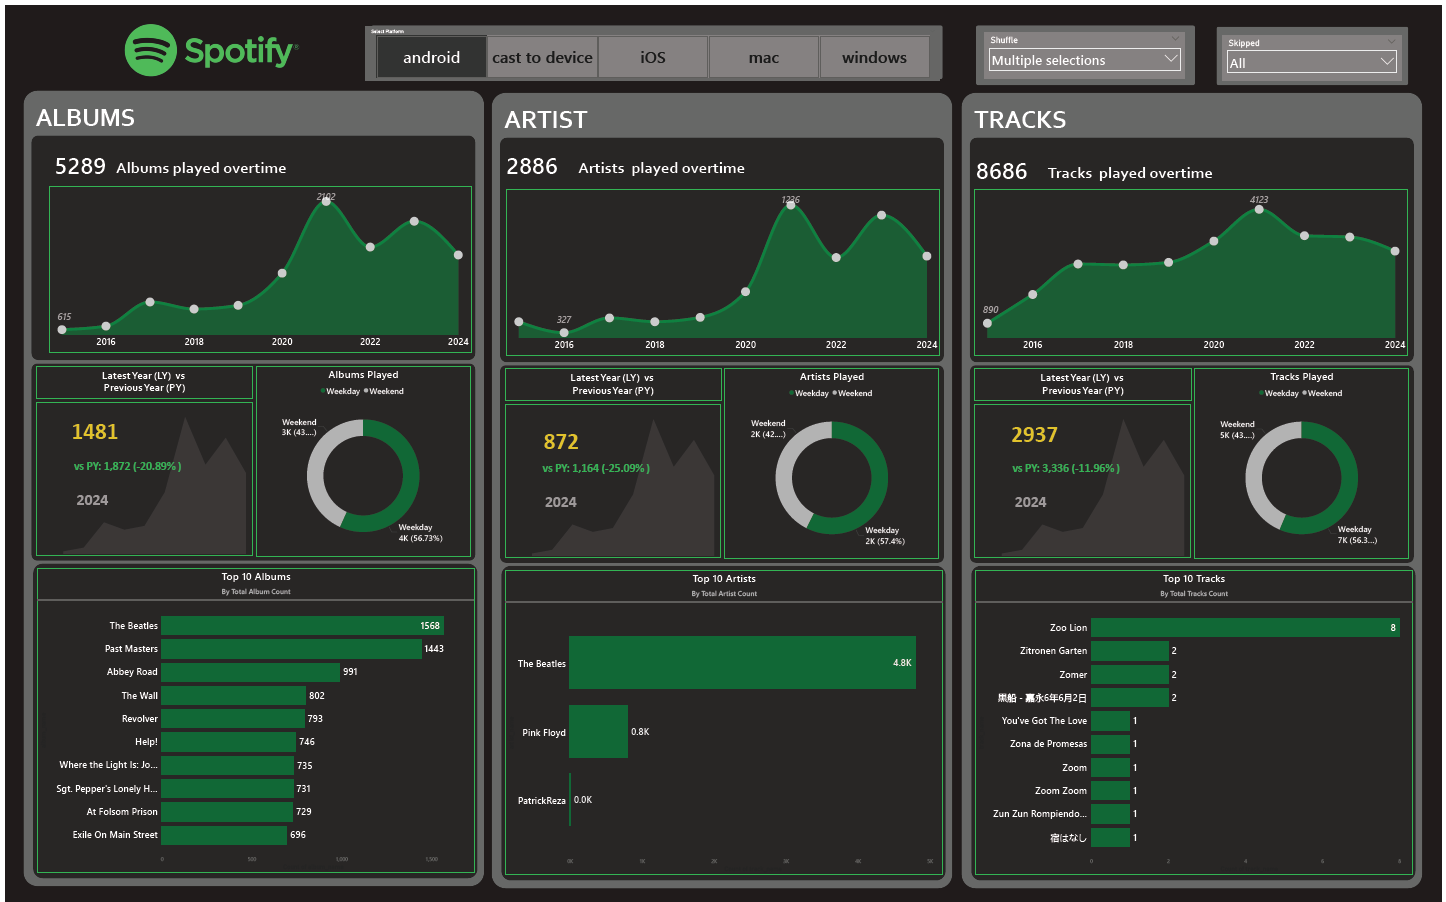 Spotify®
Select Platform
android
cast to device
iOS
mac
windows
Shuffle
Multiple selections
Skipped
All
ALBUMS
5289 Albums played overtime
2102
615
2016 2018 2020 2022 2024
Latest Year (LY) vs
Previous Year (PY)
1481
vs PY: 1,872 (-20.89%)
2024
Albums Played
Weekday Weekend
Weekend
3K (43....)
Weekday
4K (56.73%)
Top 10 Albums
By Total Album Count
The Beatles 1568
Past Masters 1443
Abbey Road 991
The Wall 802
Revolver 793
Help! 746
Where the Light Is: Jo... 735
Sgt. Pepper's Lonely H... 731
At Folsom Prison 729
Exile On Main Street 696
0 500 1,000 1,500
ARTIST
2886 Artists played overtime
1226
327
2016 2018 2020 2022 2024
Latest Year (LY) vs
Previous Year (PY)
872
vs PY: 1,164 (-25.09%)
2024
Artists Played
Weekday Weekend
Weekend
2K (42....)
Weekday
2K (57.4%)
Top 10 Artists
By Total Artist Count
The Beatles 4.8K
Pink Floyd 0.8K
PatrickReza 0.0K
0K 1K 2K 3K 4K 5K
TRACKS
8686 Tracks played overtime
4123
890
2016 2018 2020 2022 2024
Latest Year (LY) vs
Previous Year (PY)
2937
vs PY: 3,336 (-11.96%)
2024
Tracks Played
Weekday Weekend
Weekend
5K (43....)
Weekday
7K (56.3...)
Top 10 Tracks
By Total Tracks Count
Zoo Lion 8
Zitronen Garten 2
Zomer 2
黒船 - 嘉永6年6月2日 2
You've Got The Love 1
Zona de Promesas 1
Zoom 1
Zoom Zoom 1
Zun Zun Rompiendo... 1
宿はなし 1
0 2 4 6 8